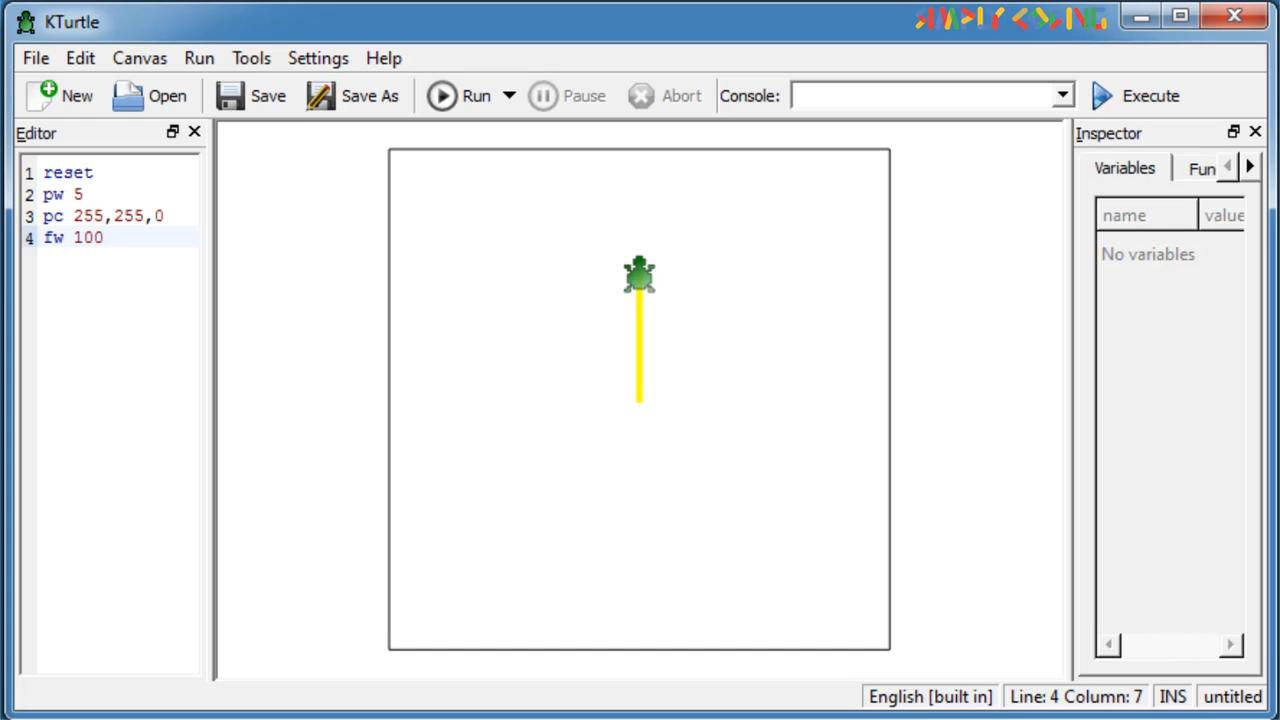 KTurtle
SIMPLY CODING
File Edit Canvas Run Tools Settings Help
New Open Save Save As Run Pause Abort Console: Execute
Editor
1 reset
2 pw 5
3 pc 255,255,0
4 fw 100
Inspector
Variables Fun
name value
No variables
English [built in] Line: 4 Column: 7 INS untitled